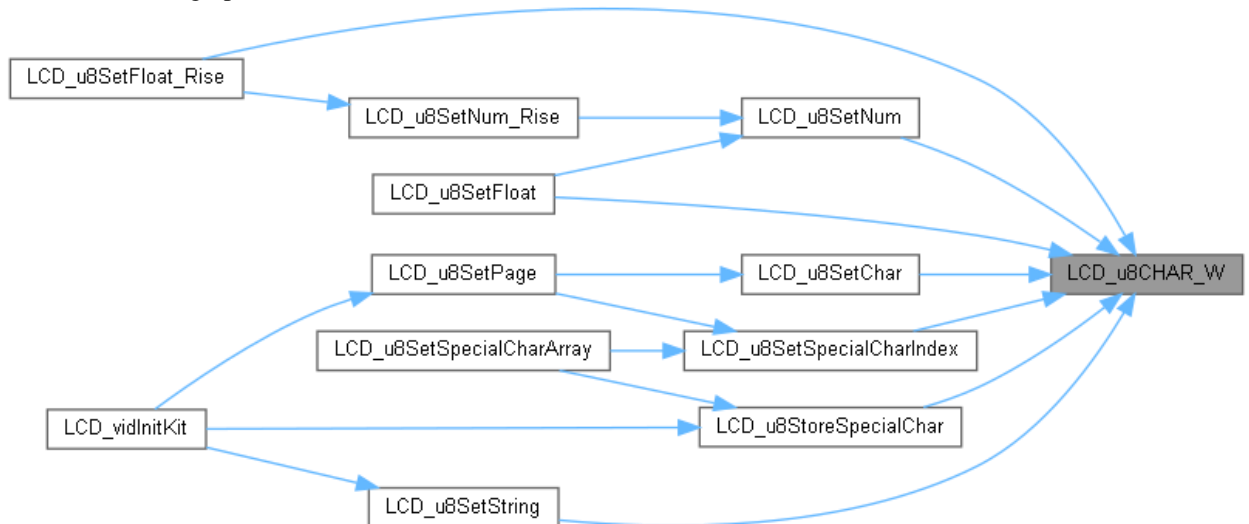 LCD_u8SetFloat_Rise
LCD_u8SetNum_Rise
LCD_u8SetNum
LCD_u8SetFloat
LCD_u8SetPage
LCD_u8SetChar
LCD_u8CHAR_W
LCD_u8SetSpecialCharArray
LCD_u8SetSpecialCharIndex
LCD_vidInitKit
LCD_u8StoreSpecialChar
LCD_u8SetString